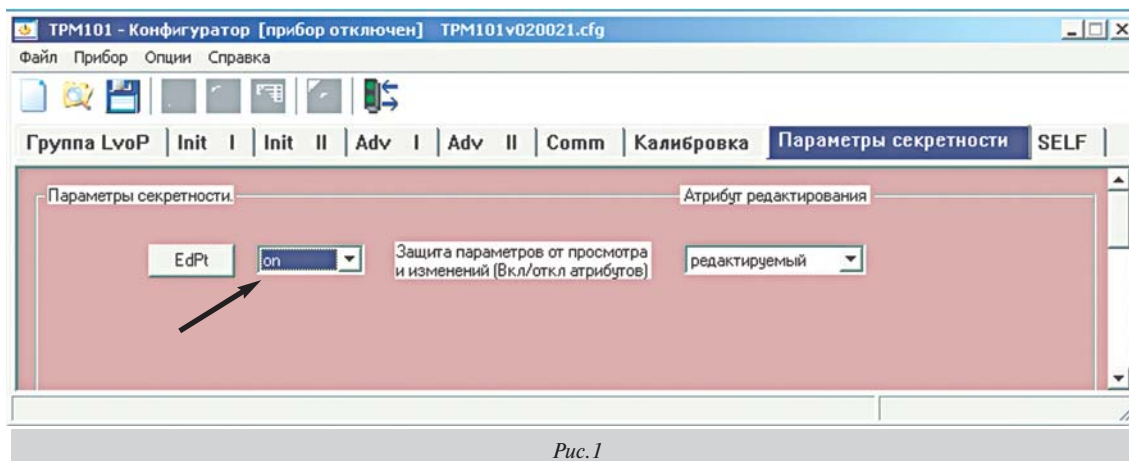 ТРМ101 - Конфигуратор [прибор отключен] ТРМ101v020021.cfg
Файл Прибор Опции Справка
Группа LvoP Init I Init II Adv I Adv II Comm Калибровка Параметры секретности SELF
Параметры секретности. Атрибут редактирования
EdPt on Защита параметров от просмотра редактируемый
и изменений (Вкл/откл атрибутов)
Рис.1